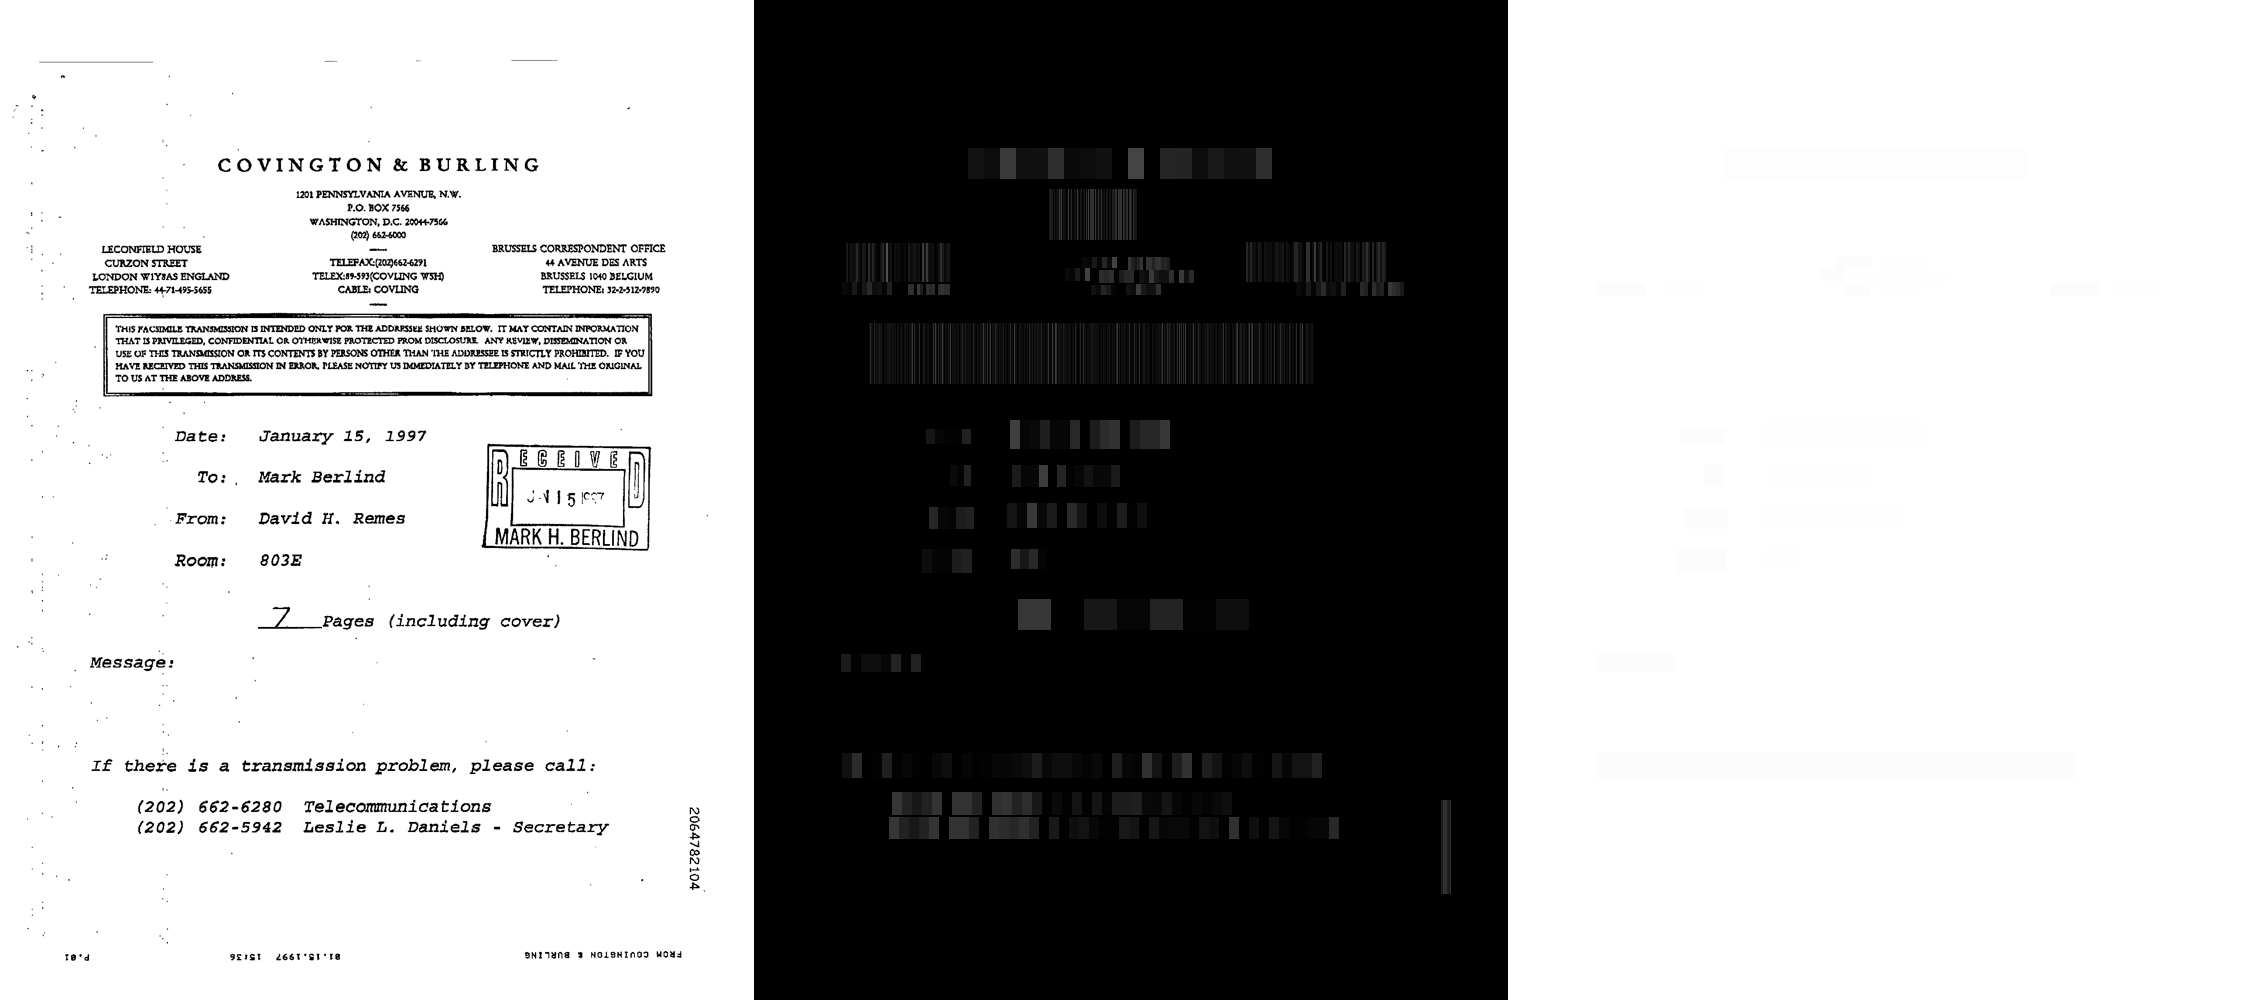 COVINGTON & BURLING
1201 PENNSYLVANIA AVENUE, N.W.
P.O. BOX 7566
WASHINGTON, D.C. 20044-7566
(202) 662-6000
LECONFIELD HOUSE
CURZON STREET
LONDON W1Y8AS ENGLAND
TELEPHONE: 44-71-495-5655
TELEFAX:(202)662-6291
TELEX:89-593(COVLING WSH)
CABLE: COVLING
BRUSSELS CORRESPONDENT OFFICE
44 AVENUE DES ARTS
BRUSSELS 1040 BELGIUM
TELEPHONE: 32-2-512-9890
THIS FACSIMILE TRANSMISSION IS INTENDED ONLY FOR THE ADDRESSEE SHOWN BELOW. IT MAY CONTAIN INFORMATION
THAT IS PRIVILEGED, CONFIDENTIAL OR OTHERWISE PROTECTED FROM DISCLOSURE. ANY REVIEW, DISSEMINATION OR
USE OF THIS TRANSMISSION OR ITS CONTENTS BY PERSONS OTHER THAN THE ADDRESSEE IS STRICTLY PROHIBITED. IF YOU
HAVE RECEIVED THIS TRANSMISSION IN ERROR, PLEASE NOTIFY US IMMEDIATELY BY TELEPHONE AND MAIL THE ORIGINAL
TO US AT THE ABOVE ADDRESS.
Date: January 15, 1997
To: Mark Berlind
From: David H. Remes
Room: 803E
RECEIVED
15 1997
MARK H. BERLIND
7 Pages (including cover)
Message:
If there is a transmission problem, please call:
(202) 662-6280 Telecommunications
(202) 662-5942 Leslie L. Daniels - Secretary
2064782104
FROM COVINGTON & BURLING 01.15.1997 15:36 P.01